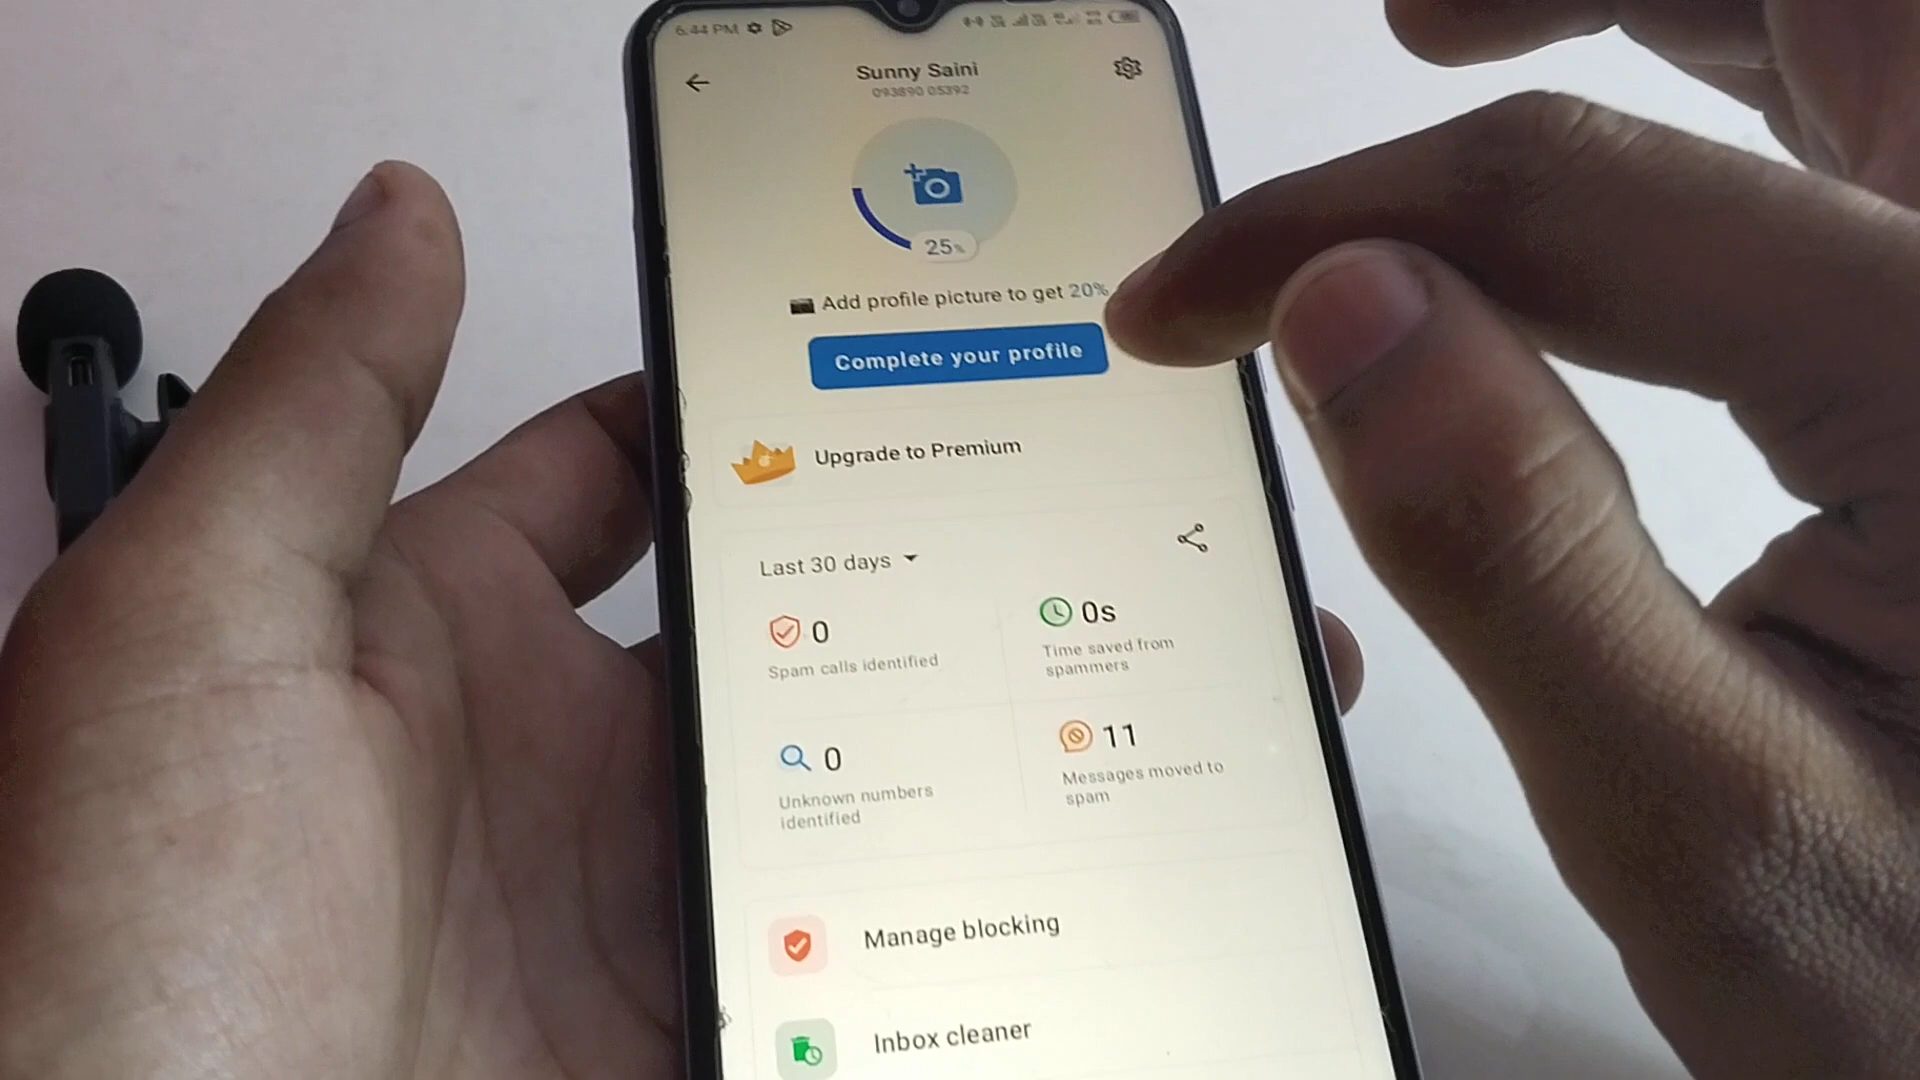 6:44 PM
Sunny Saini
093890 05392
25%
Add profile picture to get 20%
Complete your profile
Upgrade to Premium
Last 30 days
0
Spam calls identified
0s
Time saved from
spammers
0
Unknown numbers
identified
11
Messages moved to
spam
Manage blocking
Inbox cleaner